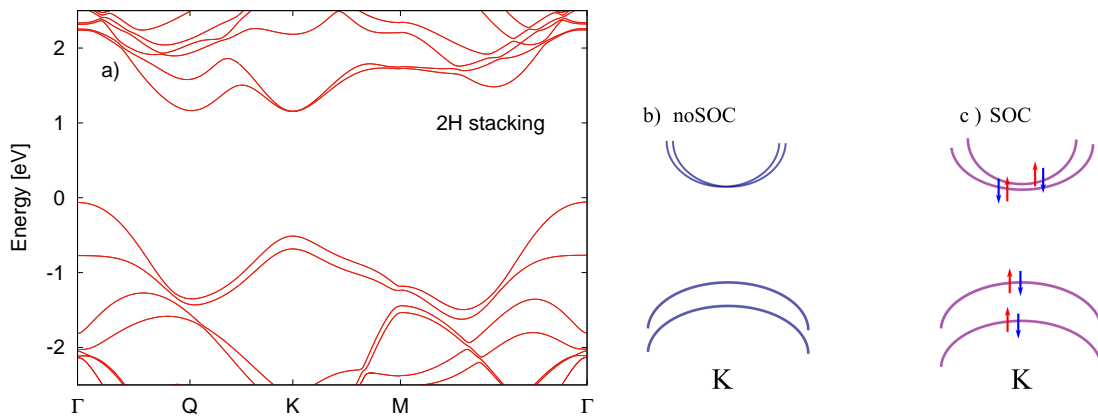 2
1
0
-1
-2
Energy [eV]
a)
2H stacking
Γ Q K M Γ
b) noSOC
K
c ) SOC
K